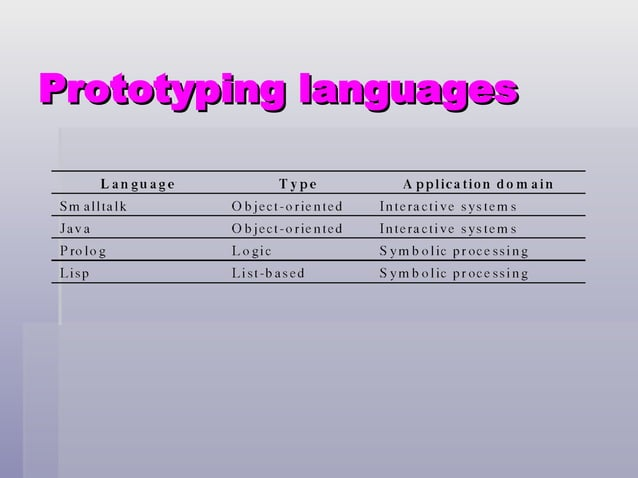 Prototyping languages
Language Type Application domain
Smalltalk Object-oriented Interactive systems
Java Object-oriented Interactive systems
Prolog Logic Symbolic processing
Lisp List-based Symbolic processing